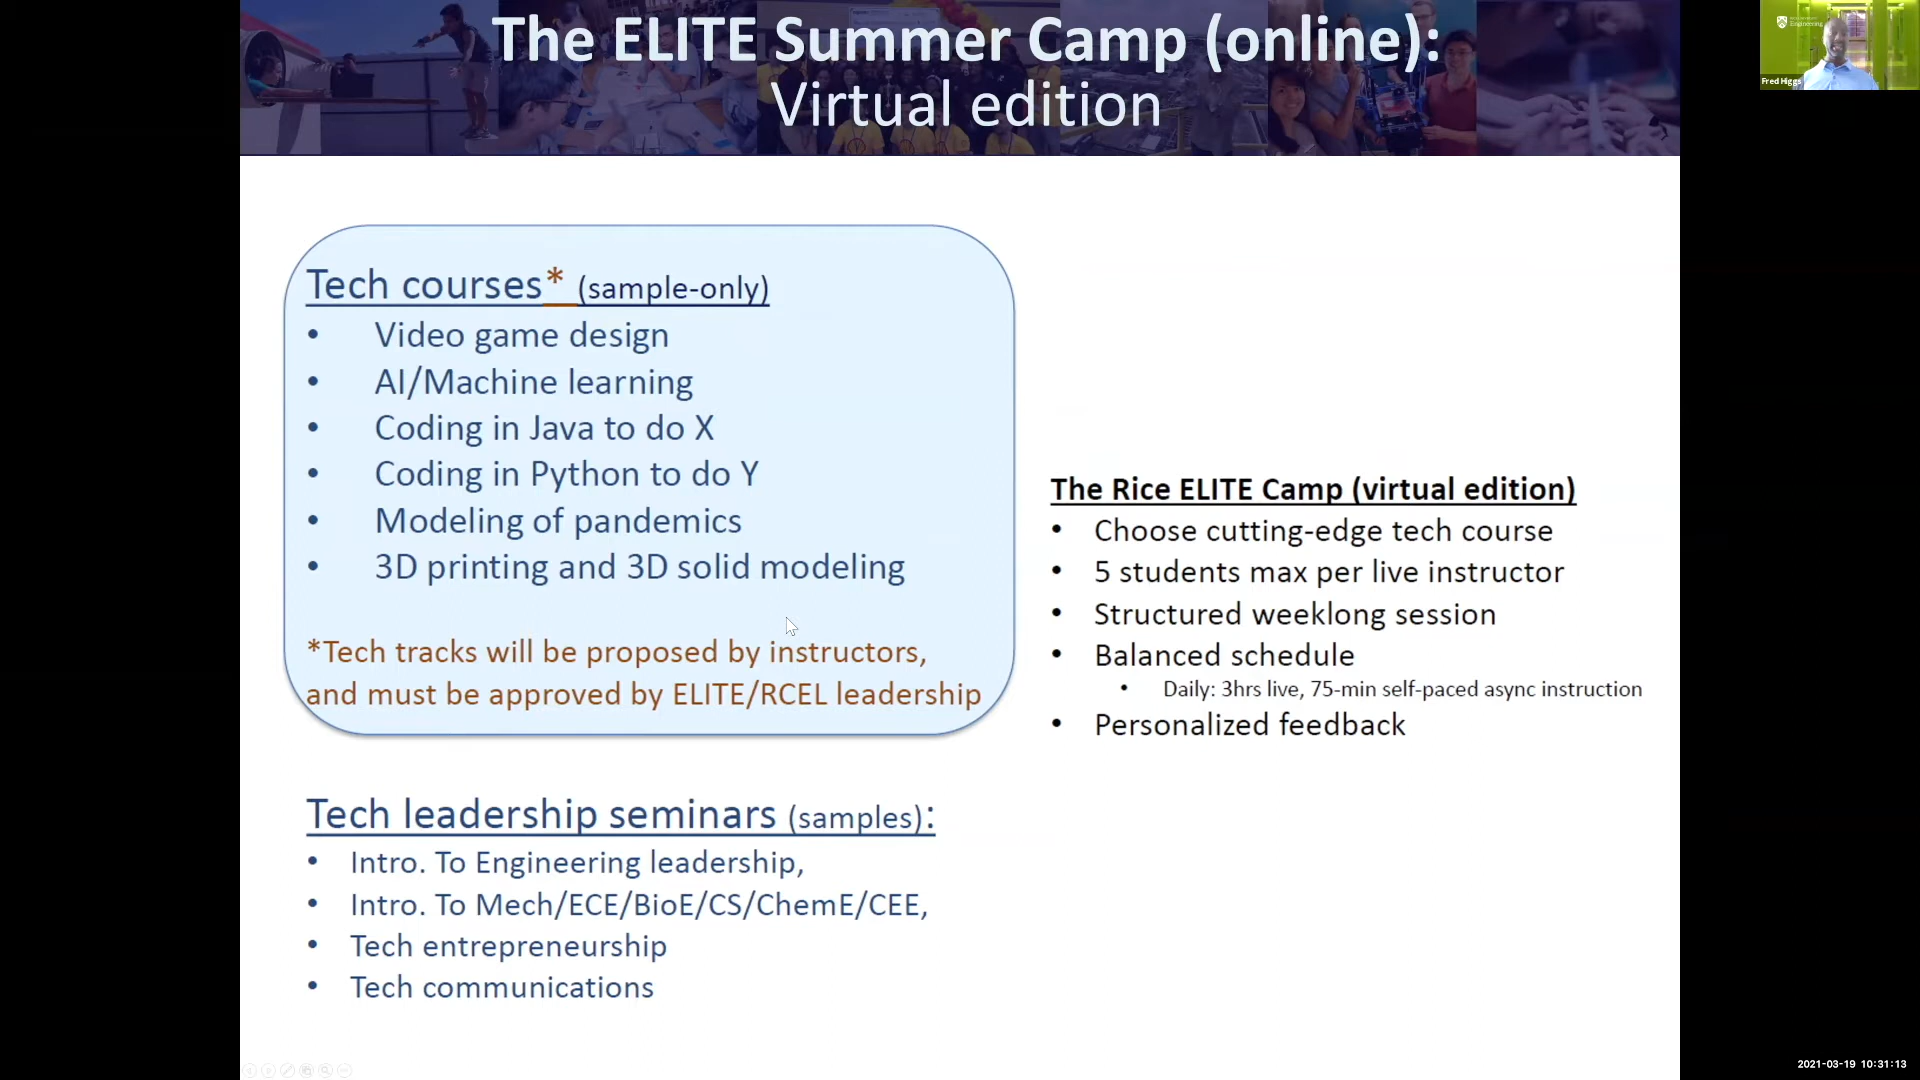 The ELITE Summer Camp (online):
Virtual edition
Engineering
Fred Higgs
Tech courses* (sample-only)
• Video game design
• AI/Machine learning
• Coding in Java to do X
• Coding in Python to do Y
• Modeling of pandemics
• 3D printing and 3D solid modeling
*Tech tracks will be proposed by instructors,
and must be approved by ELITE/RCEL leadership
The Rice ELITE Camp (virtual edition)
• Choose cutting-edge tech course
• 5 students max per live instructor
• Structured weeklong session
• Balanced schedule
• Daily: 3hrs live, 75-min self-paced async instruction
• Personalized feedback
Tech leadership seminars (samples):
• Intro. To Engineering leadership,
• Intro. To Mech/ECE/BioE/CS/ChemE/CEE,
• Tech entrepreneurship
• Tech communications
2021-03-19 10:31:13